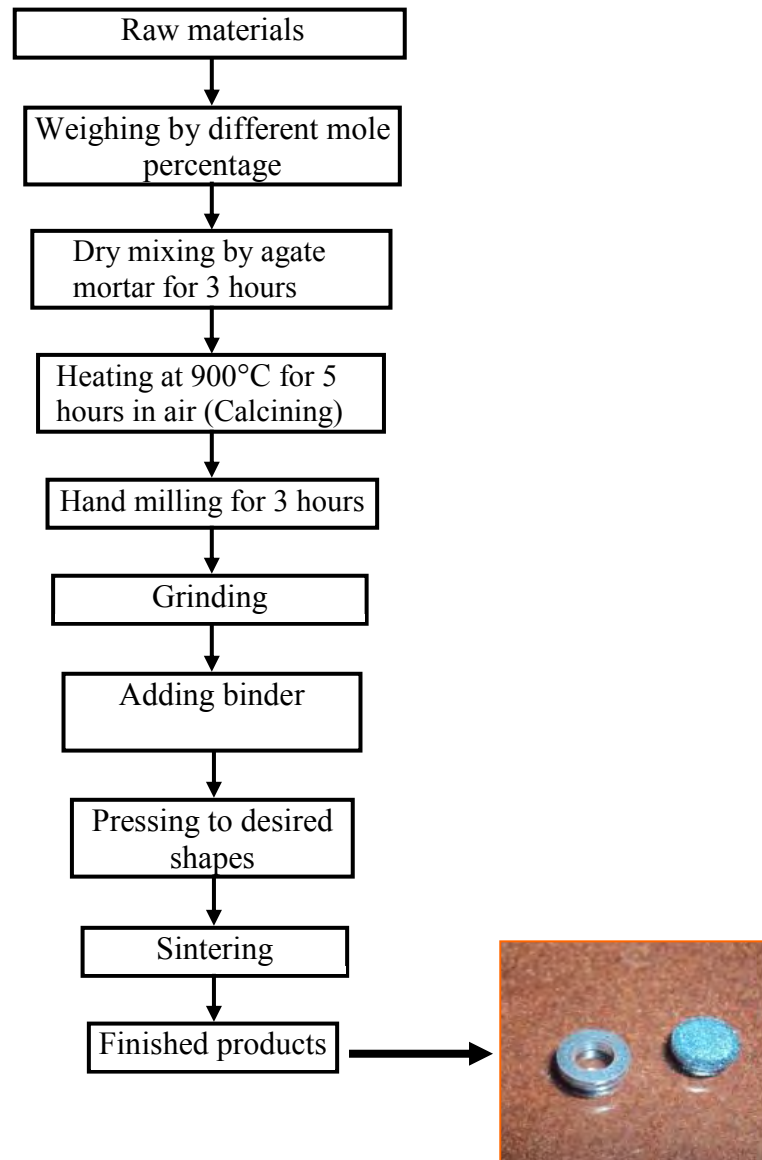 Raw materials
Weighing by different mole
percentage
Dry mixing by agate
mortar for 3 hours
Heating at 900°C for 5
hours in air (Calcining)
Hand milling for 3 hours
Grinding
Adding binder
Pressing to desired
shapes
Sintering
Finished products